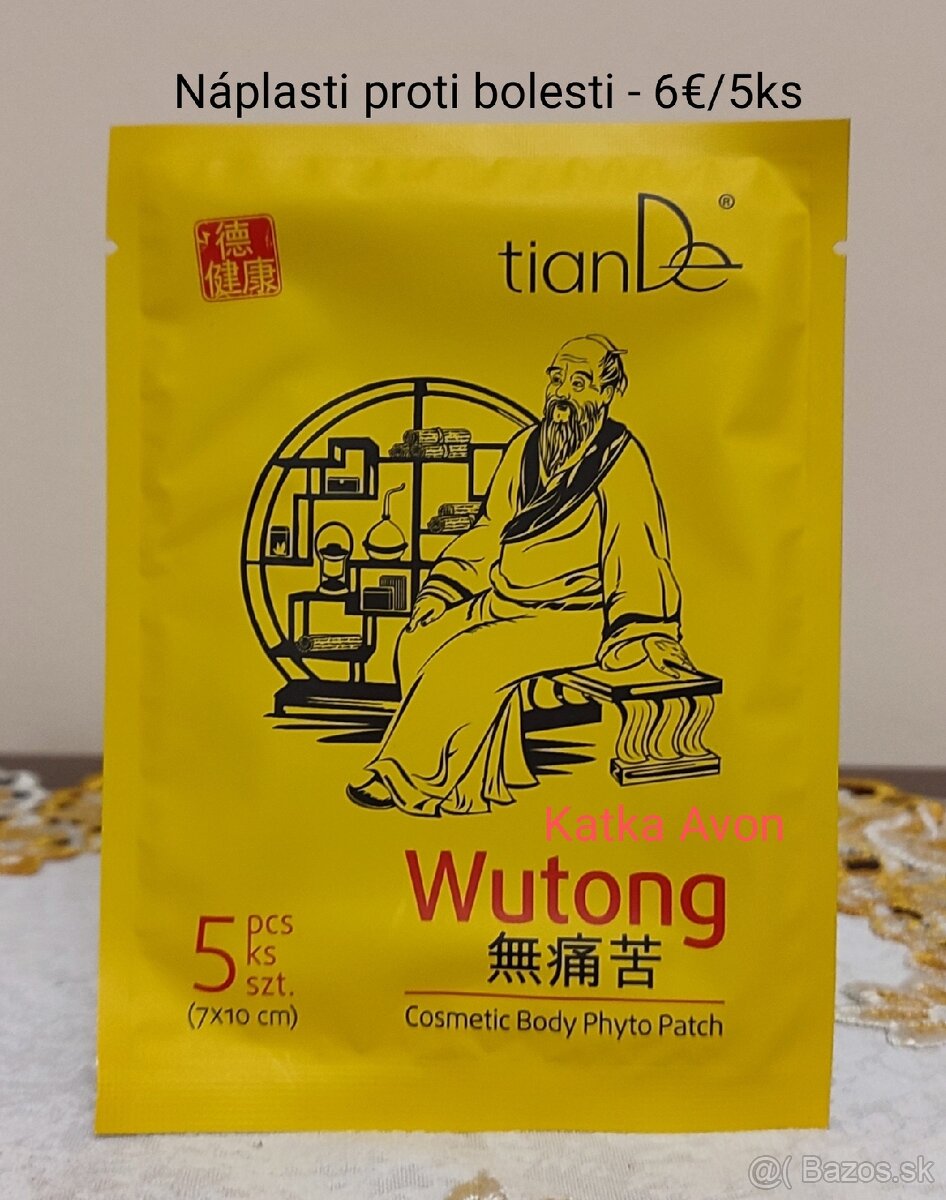 Náplasti proti bolesti - 6€/5ks
德
健康
tianDe®
Katka Avon
Wutong
無痛苦
5 pcs
ks
szt.
(7x10 cm)
Cosmetic Body Phyto Patch
@( Bazos.sk